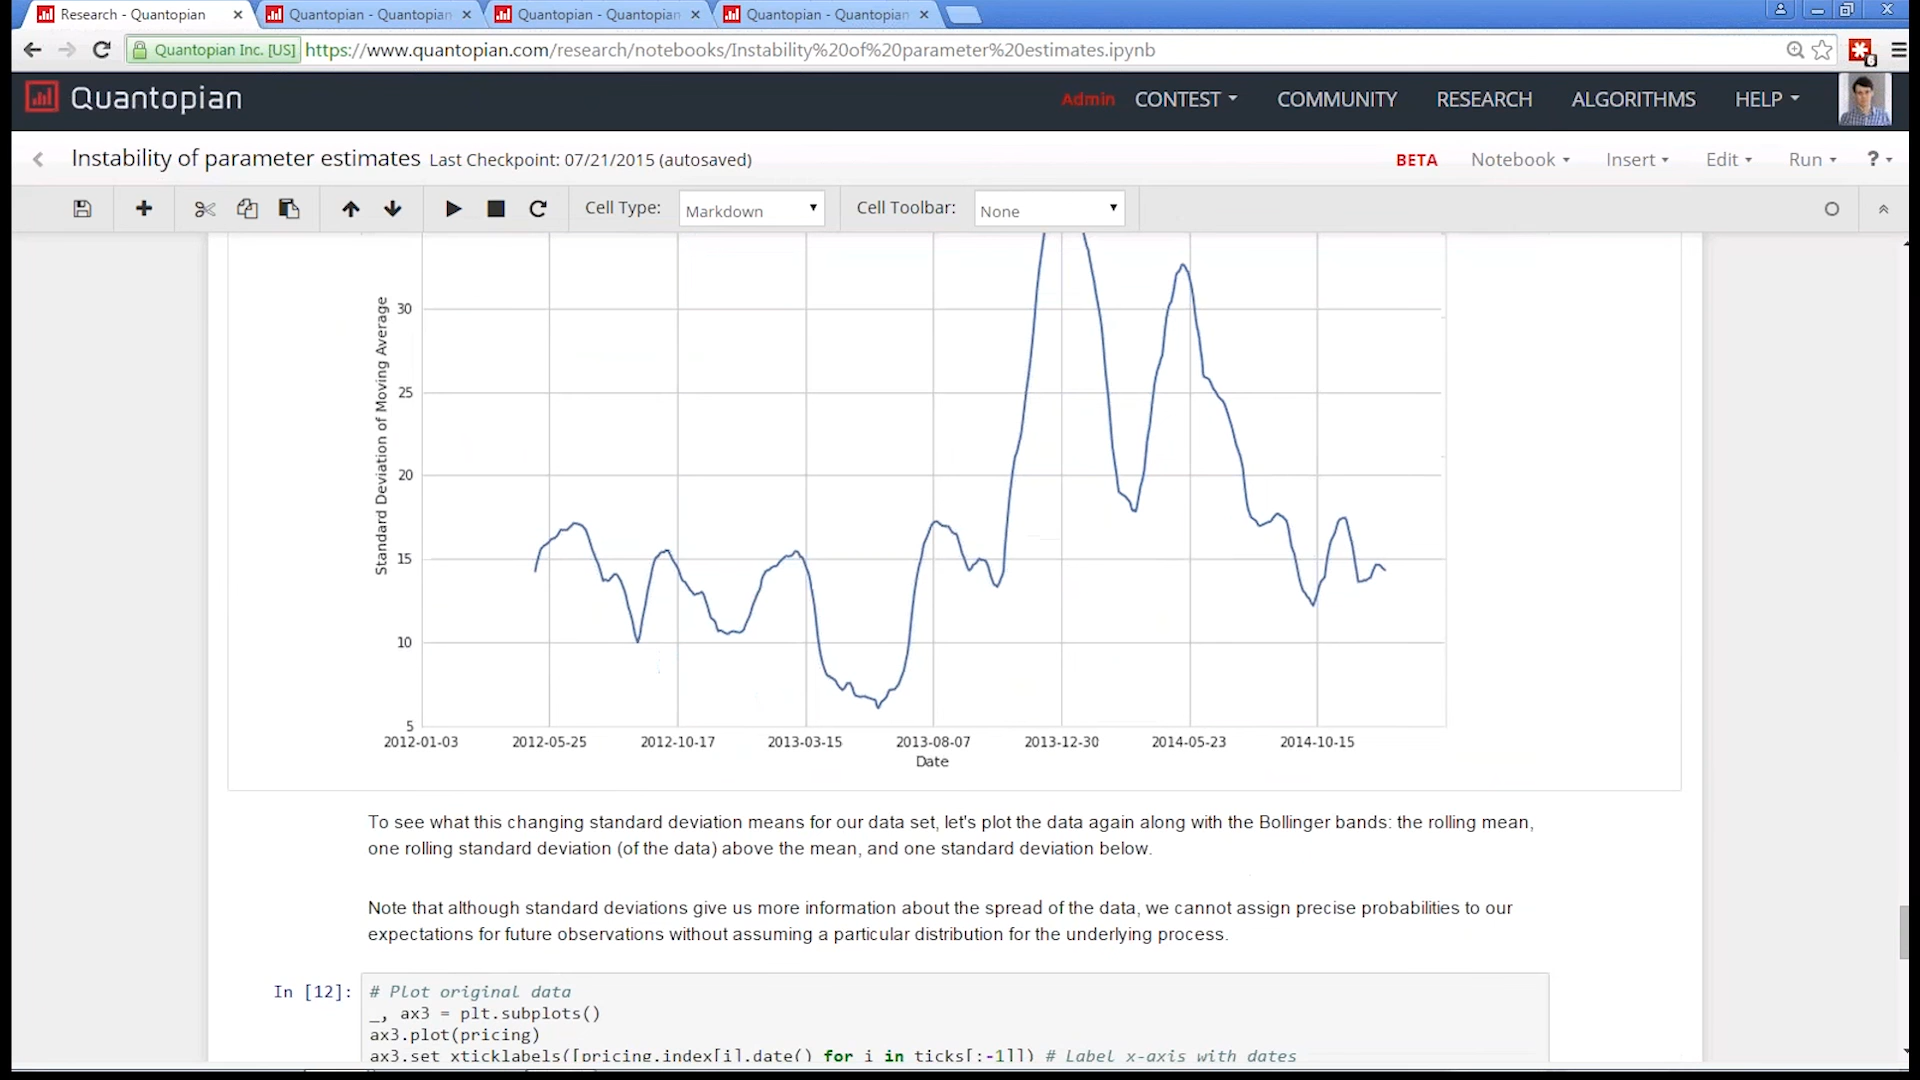 Research - Quantopian
Quantopian - Quantopian
Quantopian - Quantopian
Quantopian - Quantopian
Quantopian Inc. [US]
https://www.quantopian.com/research/notebooks/Instability%20of%20parameter%20estimates.ipynb
6
Quantopian
Admin
CONTEST
COMMUNITY
RESEARCH
ALGORITHMS
HELP
Instability of parameter estimates Last Checkpoint: 07/21/2015 (autosaved)
BETA
Notebook
Insert
Edit
Run
?
Cell Type:
Markdown
Cell Toolbar:
None
Standard Deviation of Moving Average
30
25
20
15
10
5
2012-01-03
2012-05-25
2012-10-17
2013-03-15
2013-08-07
2013-12-30
2014-05-23
2014-10-15
Date
To see what this changing standard deviation means for our data set, let's plot the data again along with the Bollinger bands: the rolling mean,
one rolling standard deviation (of the data) above the mean, and one standard deviation below.
Note that although standard deviations give us more information about the spread of the data, we cannot assign precise probabilities to our
expectations for future observations without assuming a particular distribution for the underlying process.
In [12]:
# Plot original data
_, ax3 = plt.subplots()
ax3.plot(pricing)
ax3.set_xticklabels([pricing.index[i].date() for i in ticks[:-1]]) # Label x-axis with dates